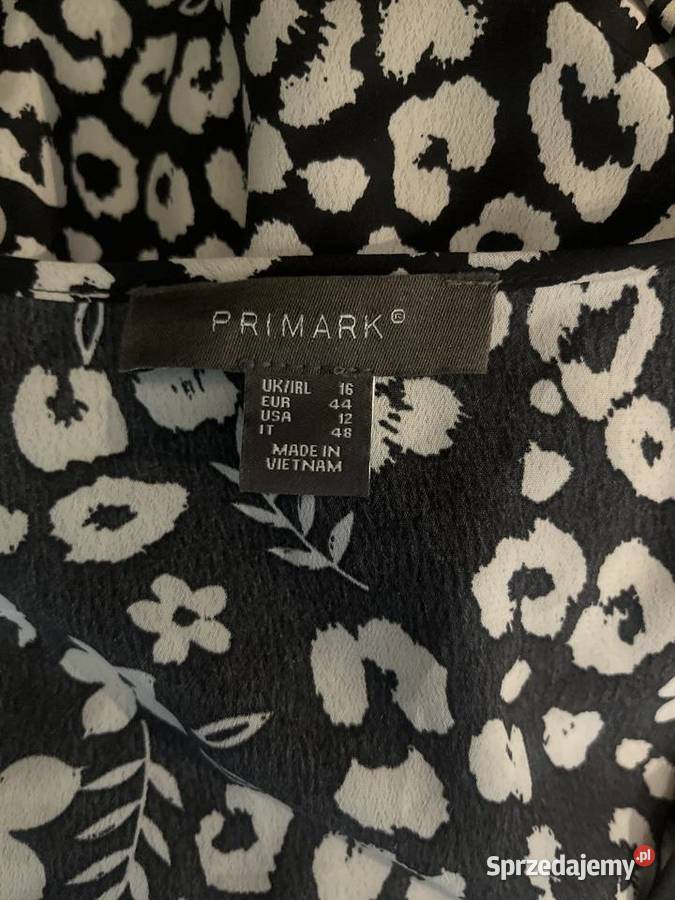 PRIMARK®
UK/IRL 16
EUR 44
USA 12
IT 48
MADE IN
VIETNAM
Sprzedajemy.pl